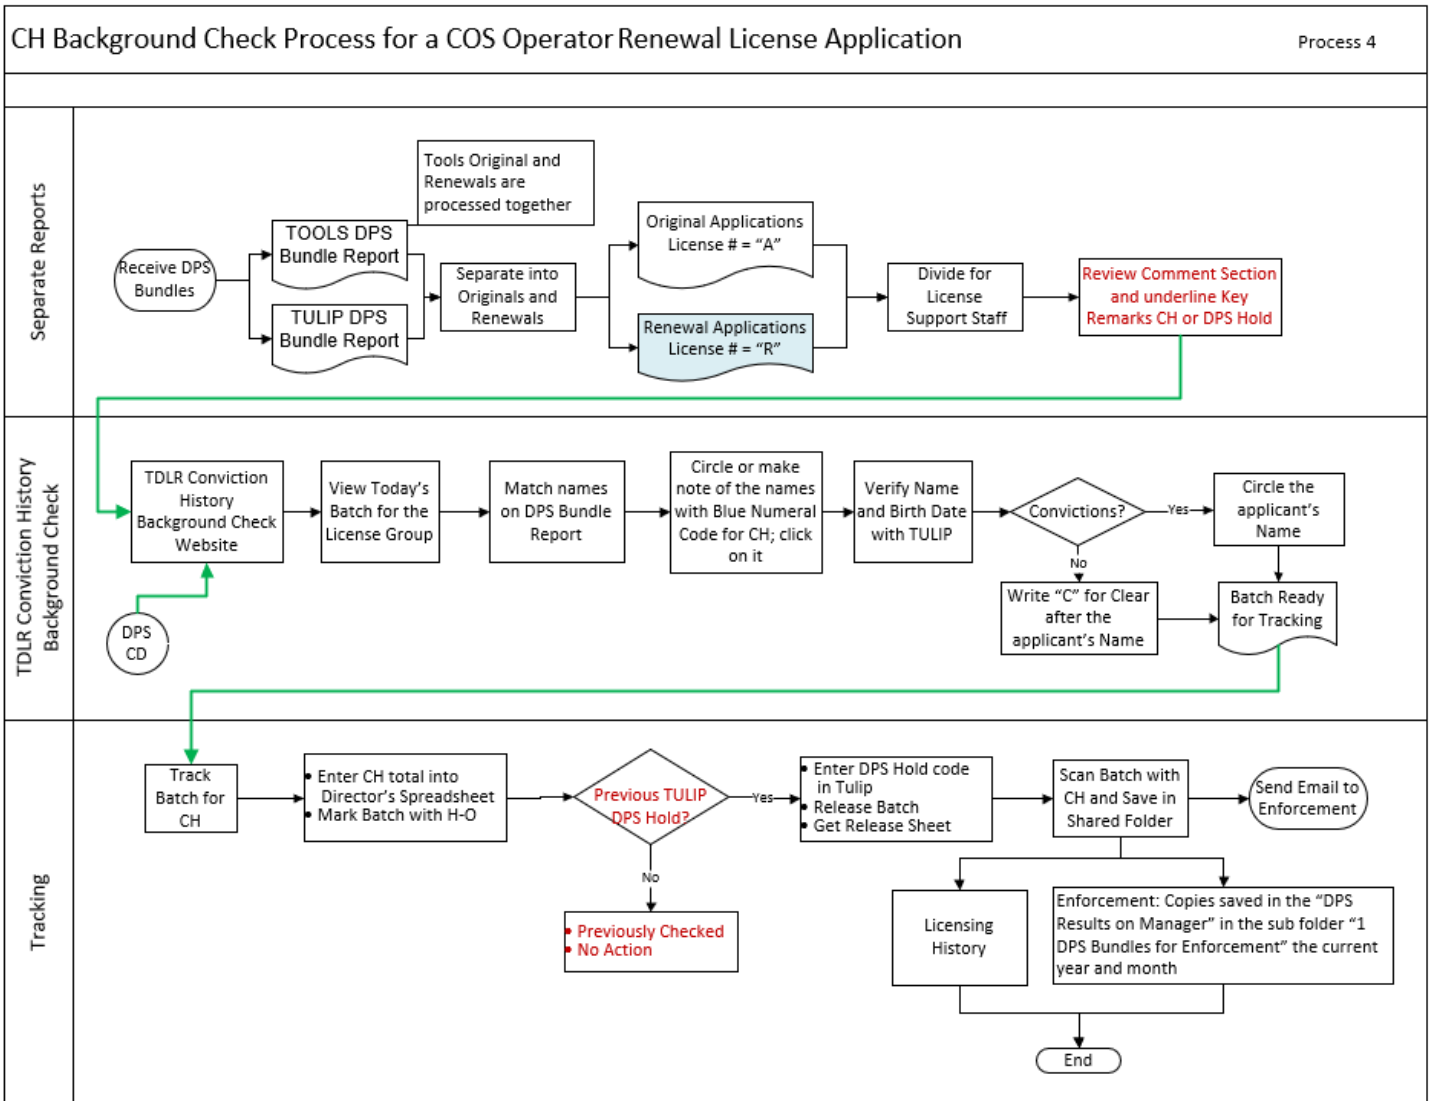 CH Background Check Process for a COS Operator Renewal License Application
Process 4
Separate Reports
Receive DPS
Bundles
TOOLS DPS
Bundle Report
TULIP DPS
Bundle Report
Tools Original and
Renewals are
processed together
Separate into
Originals and
Renewals
Original Applications
License # = “A”
Renewal Applications
License # = “R”
Divide for
License
Support Staff
Review Comment Section
and underline Key
Remarks CH or DPS Hold
TDLR Conviction History
Background Check
TDLR Conviction
History
Background Check
Website
DPS
CD
View Today’s
Batch for the
License Group
Match names
on DPS Bundle
Report
Circle or make
note of the names
with Blue Numeral
Code for CH; click
on it
Verify Name
and Birth Date
with TULIP
Convictions?
Yes
Circle the
applicant’s
Name
No
Write “C” for Clear
after the
applicant’s Name
Batch Ready
for Tracking
Tracking
Track
Batch for
CH
• Enter CH total into
Director’s Spreadsheet
• Mark Batch with H-O
Previous TULIP
DPS Hold?
Yes
No
• Previously Checked
• No Action
• Enter DPS Hold code
in Tulip
• Release Batch
• Get Release Sheet
Scan Batch with
CH and Save in
Shared Folder
Send Email to
Enforcement
Licensing
History
Enforcement: Copies saved in the “DPS
Results on Manager” in the sub folder “1
DPS Bundles for Enforcement” the current
year and month
End